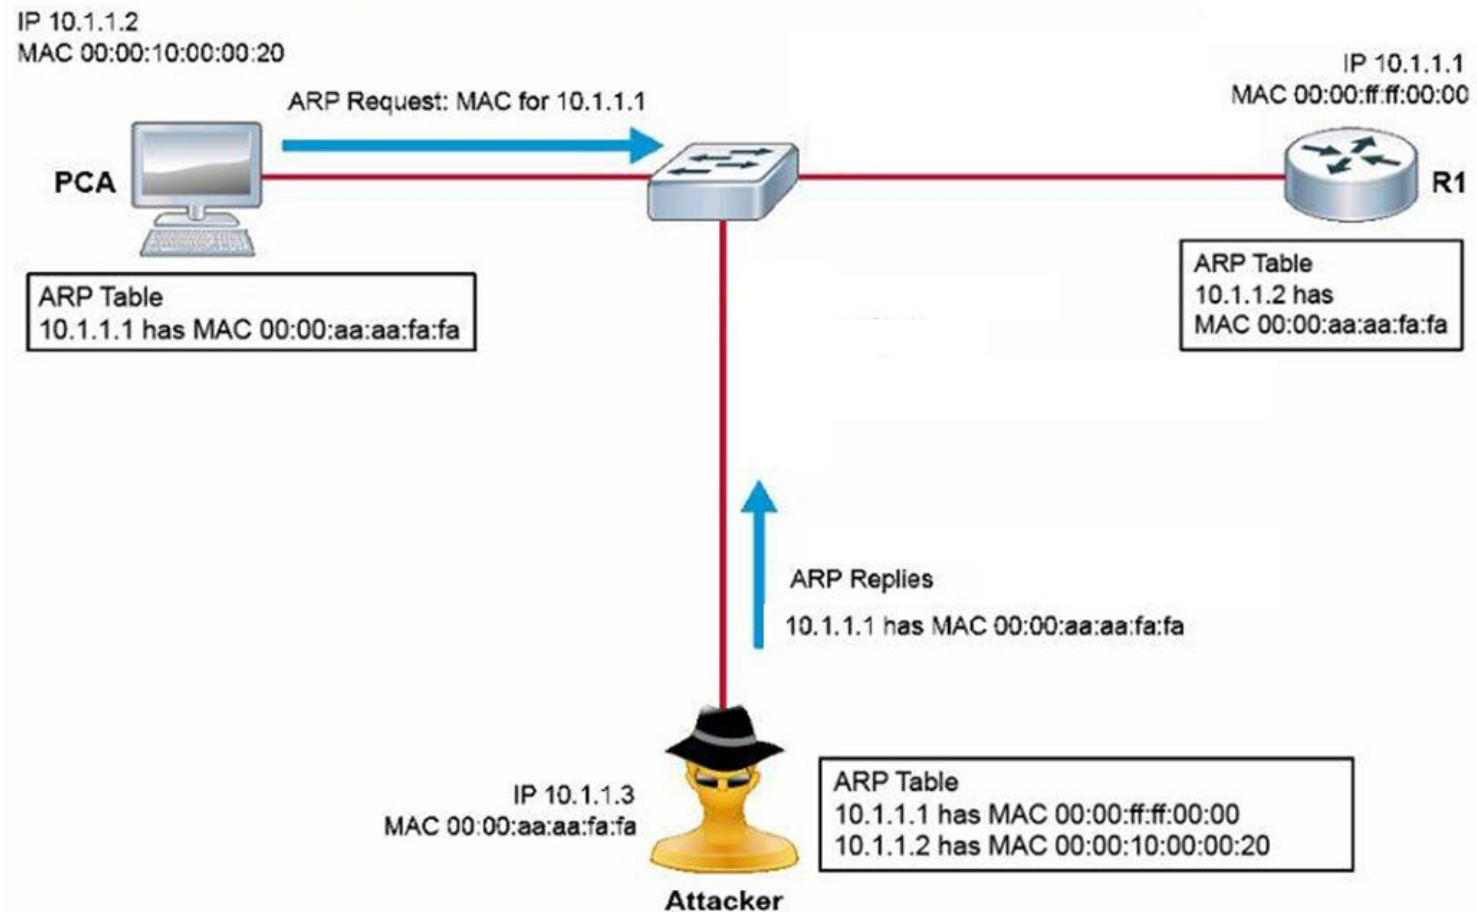 IP 10.1.1.2
MAC 00:00:10:00:00:20
ARP Request: MAC for 10.1.1.1
IP 10.1.1.1
MAC 00:00:ff:ff:00:00
PCA
R1
ARP Table
10.1.1.1 has MAC 00:00:aa:aa:fa:fa
ARP Table
10.1.1.2 has
MAC 00:00:aa:aa:fa:fa
ARP Replies
10.1.1.1 has MAC 00:00:aa:aa:fa:fa
IP 10.1.1.3
MAC 00:00:aa:aa:fa:fa
ARP Table
10.1.1.1 has MAC 00:00:ff:ff:00:00
10.1.1.2 has MAC 00:00:10:00:00:20
Attacker